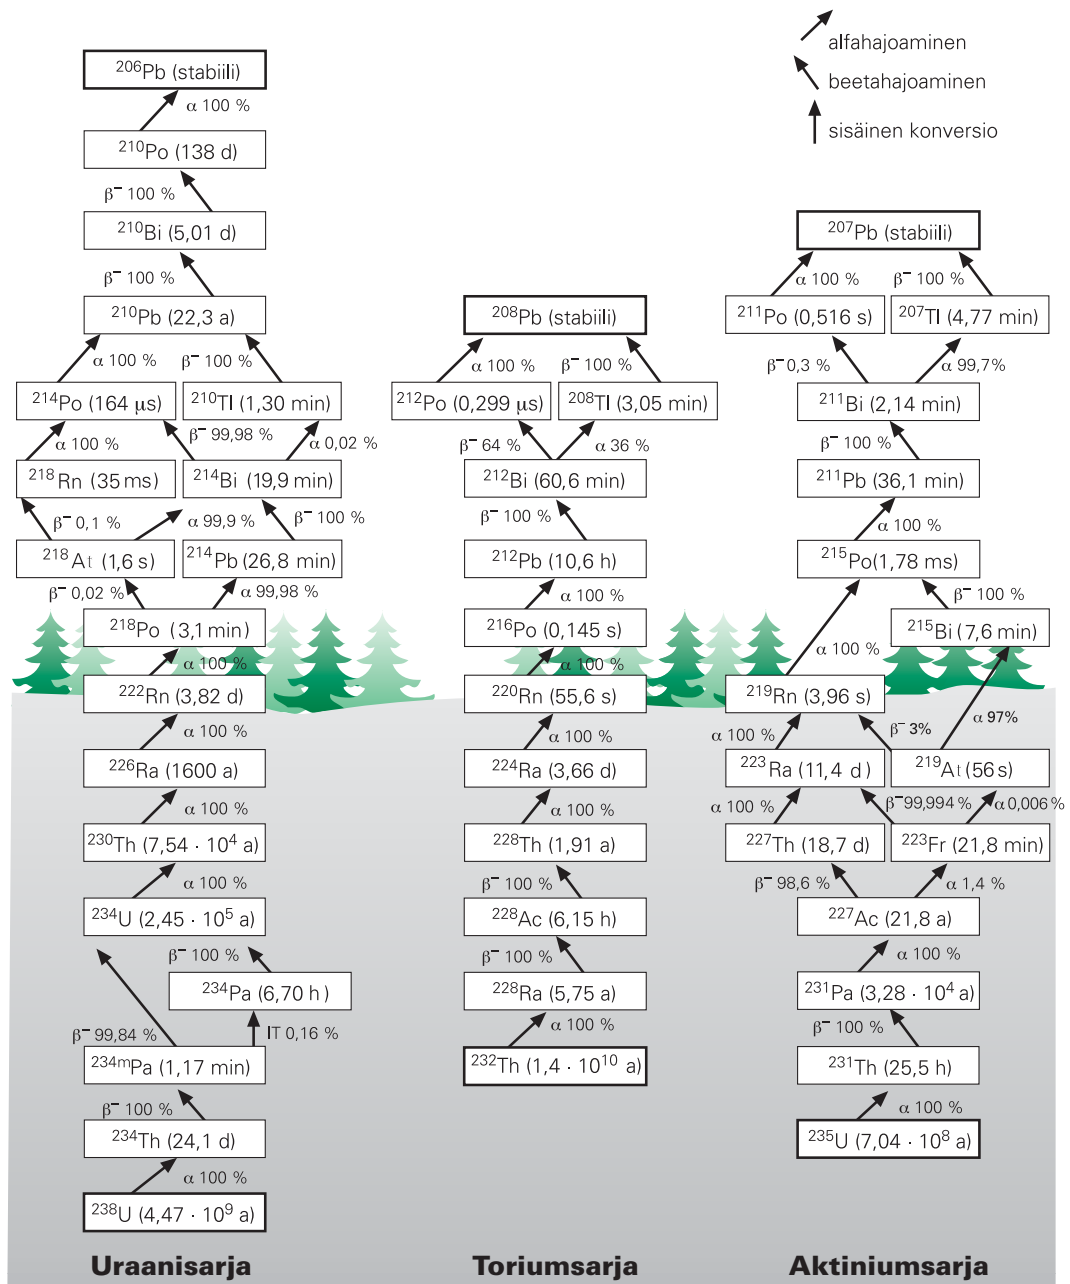 alfahajoaminen
beetahajoaminen
sisäinen konversio
²⁰⁶Pb (stabiili)
α 100 %
²¹⁰Po (138 d)
β⁻ 100 %
²¹⁰Bi (5,01 d)
β⁻ 100 %
²¹⁰Pb (22,3 a)
α 100 %
β⁻ 100 %
²¹⁴Po (164 µs)
²¹⁰Tl (1,30 min)
α 100 %
β⁻ 99,98 %
α 0,02 %
²¹⁸Rn (35 ms)
²¹⁴Bi (19,9 min)
β⁻ 0,1 %
α 99,9 %
β⁻ 100 %
²¹⁸At (1,6 s)
²¹⁴Pb (26,8 min)
β⁻ 0,02 %
α 99,98 %
²¹⁸Po (3,1 min)
α 100 %
²²²Rn (3,82 d)
α 100 %
²²⁶Ra (1600 a)
α 100 %
²³⁰Th (7,54 · 10⁴ a)
α 100 %
²³⁴U (2,45 · 10⁵ a)
β⁻ 100 %
²³⁴Pa (6,70 h)
β⁻ 99,84 %
IT 0,16 %
²³⁴ᵐPa (1,17 min)
β⁻ 100 %
²³⁴Th (24,1 d)
α 100 %
²³⁸U (4,47 · 10⁹ a)
Uraanisarja
²⁰⁸Pb (stabiili)
α 100 %
β⁻ 100 %
²¹²Po (0,299 µs)
²⁰⁸Tl (3,05 min)
β⁻ 64 %
α 36 %
²¹²Bi (60,6 min)
β⁻ 100 %
²¹²Pb (10,6 h)
α 100 %
²¹⁶Po (0,145 s)
α 100 %
²²⁰Rn (55,6 s)
α 100 %
²²⁴Ra (3,66 d)
α 100 %
²²⁸Th (1,91 a)
β⁻ 100 %
²²⁸Ac (6,15 h)
β⁻ 100 %
²²⁸Ra (5,75 a)
α 100 %
²³²Th (1,4 · 10¹⁰ a)
Toriumsarja
²⁰⁷Pb (stabiili)
α 100 %
β⁻ 100 %
²¹¹Po (0,516 s)
²⁰⁷Tl (4,77 min)
β⁻ 0,3 %
α 99,7%
²¹¹Bi (2,14 min)
β⁻ 100 %
²¹¹Pb (36,1 min)
α 100 %
²¹⁵Po(1,78 ms)
β⁻ 100 %
²¹⁵Bi (7,6 min)
α 100 %
²¹⁹Rn (3,96 s)
α 100 %
β⁻ 3%
α 97%
²²³Ra (11,4 d)
²¹⁹At (56 s)
α 100 %
β⁻99,994 %
α 0,006 %
²²⁷Th (18,7 d)
²²³Fr (21,8 min)
β⁻ 98,6 %
α 1,4 %
²²⁷Ac (21,8 a)
α 100 %
²³¹Pa (3,28 · 10⁴ a)
β⁻ 100 %
²³¹Th (25,5 h)
α 100 %
²³⁵U (7,04 · 10⁸ a)
Aktiniumsarja